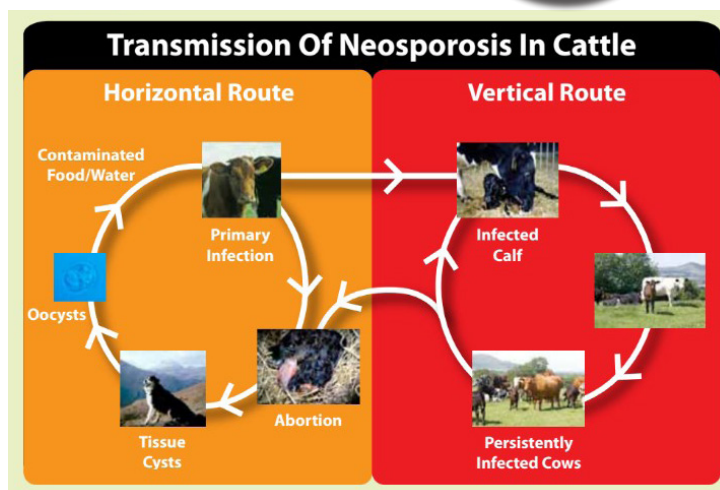 Transmission Of Neosporosis In Cattle
Horizontal Route
Vertical Route
Contaminated
Food/Water
Primary
Infection
Infected
Calf
Oocysts
Abortion
Tissue
Cysts
Persistently
Infected Cows